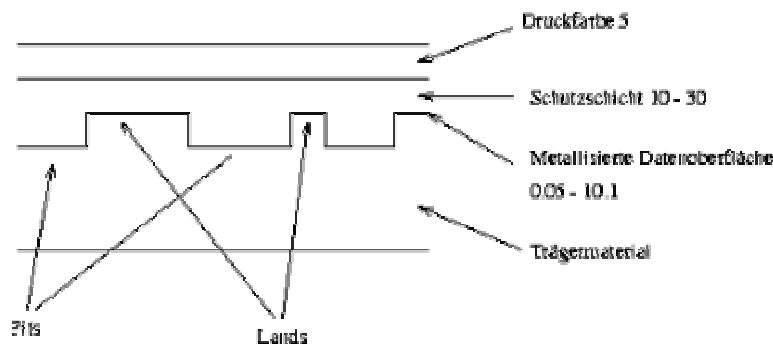 Druckfarbe 5
Schutzschicht 10 - 30
Metallisierte Datenoberfläche
0.05 - 10.1
Trägermaterial
Pits
Lands